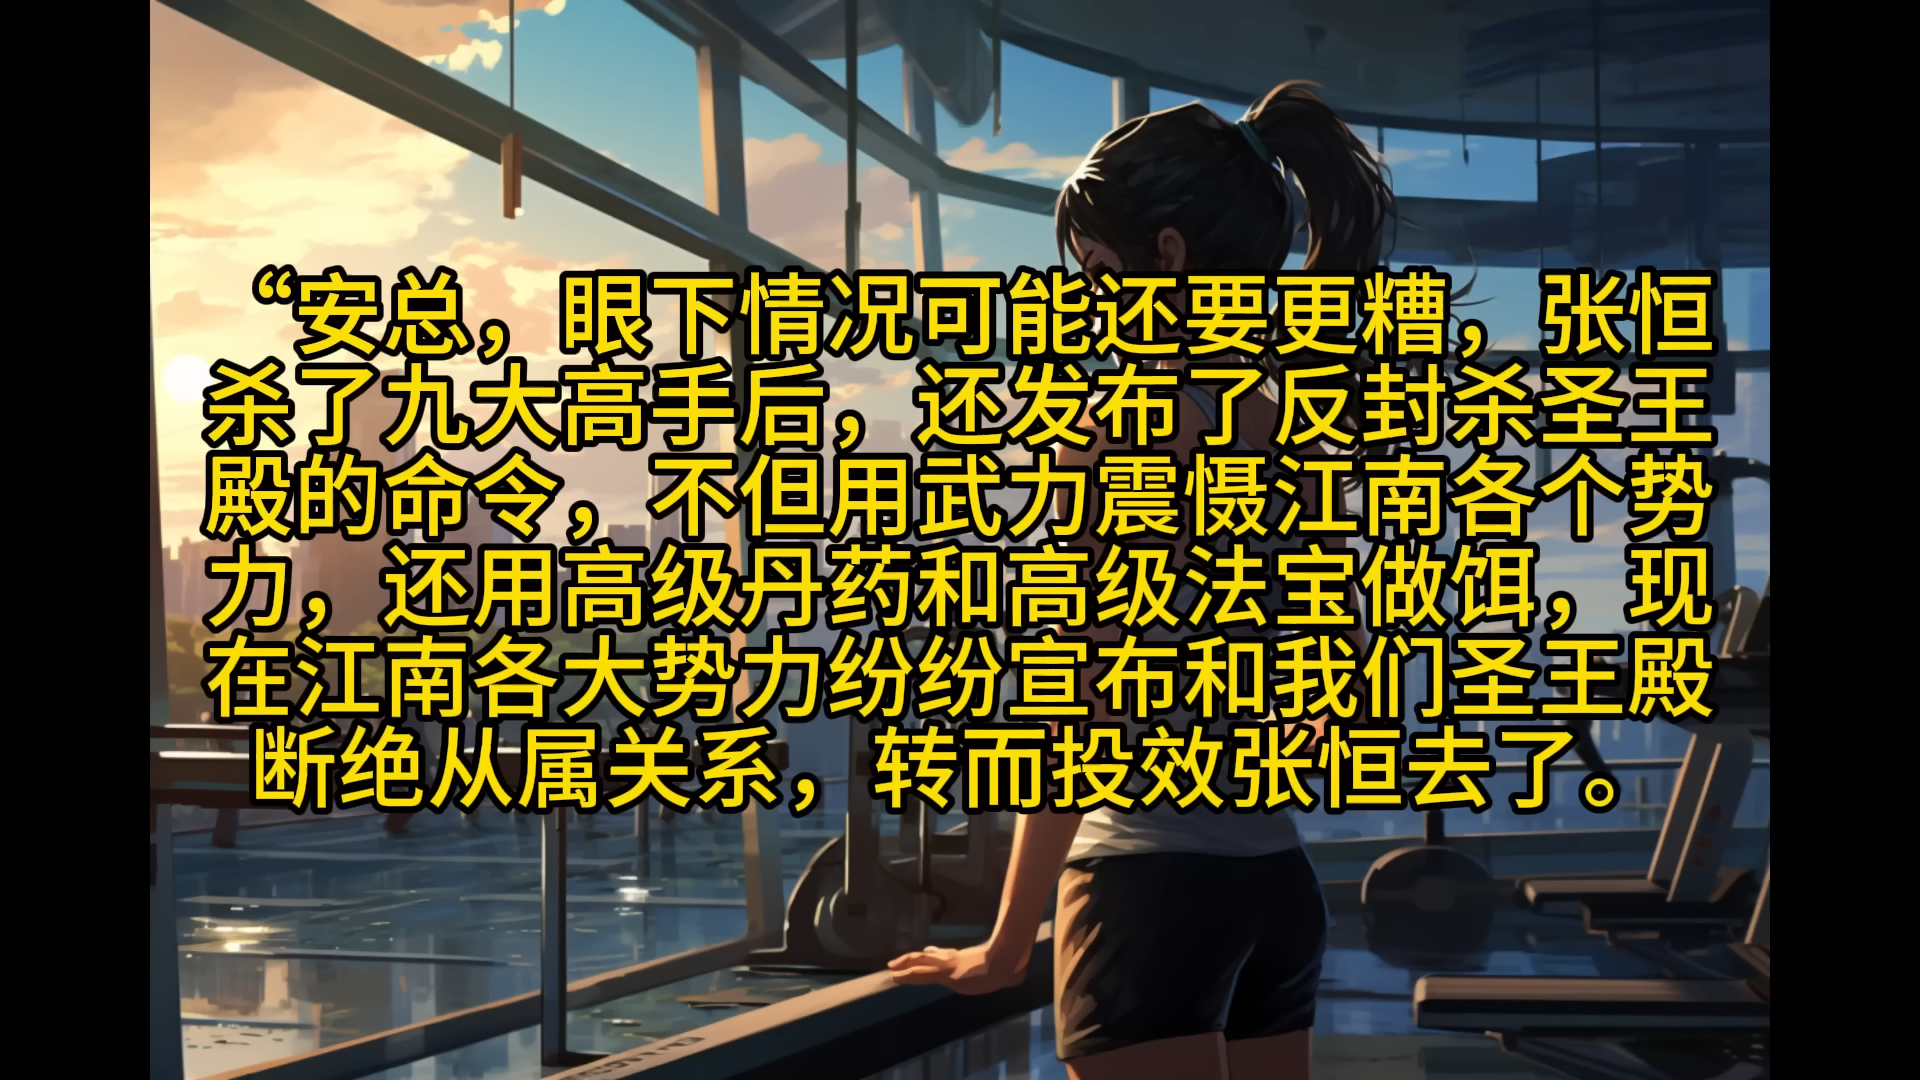 “安总，眼下情况可能还要更糟，张恒
杀了九大高手后，还发布了反封杀圣王
殿的命令，不但用武力震慑江南各个势
力，还用高级丹药和高级法宝做饵，现
在江南各大势力纷纷宣布和我们圣王殿
断绝从属关系，转而投效张恒去了。